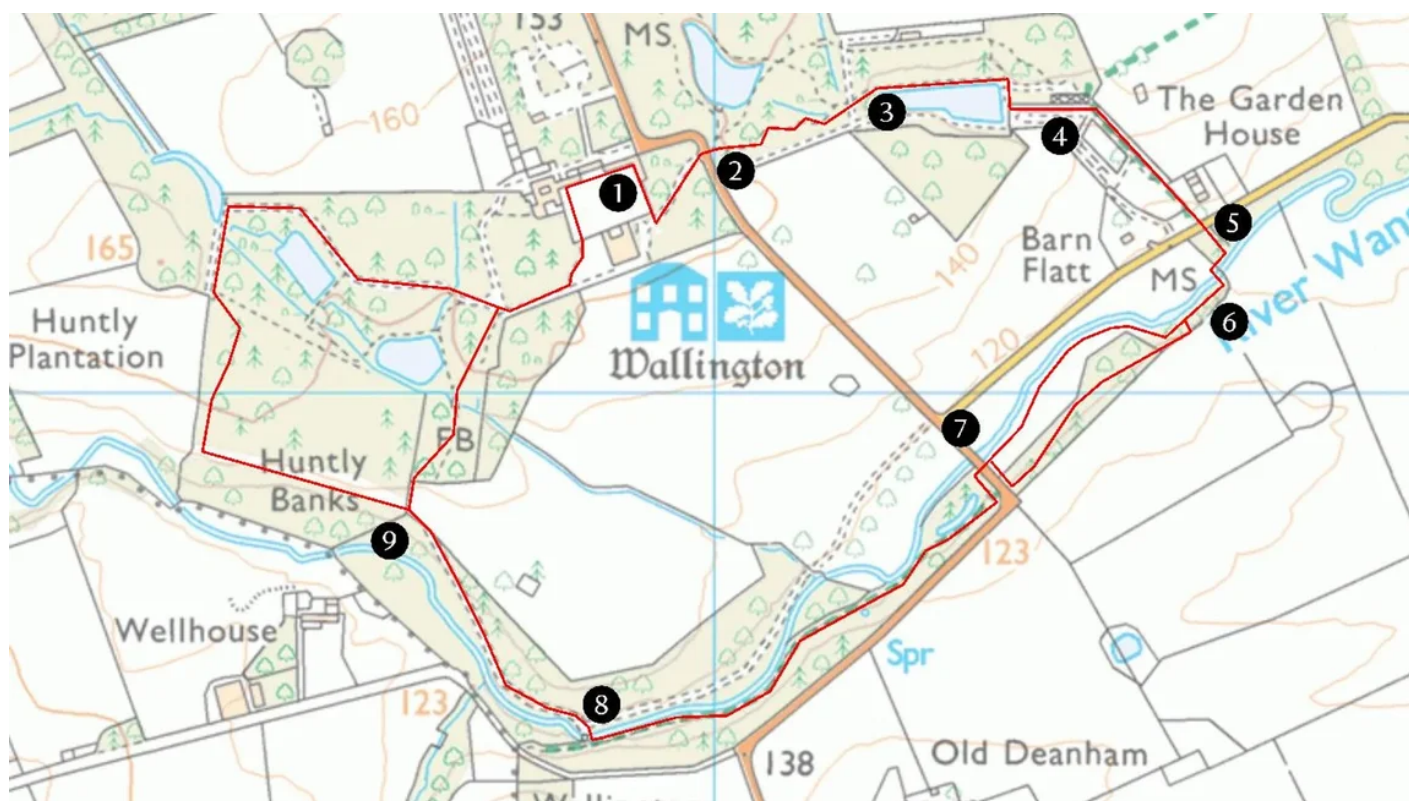 153
MS
160
3
The Garden
House
4
2
1
5
165
140
Barn
Flatt
MS
River Wans
Huntly
Plantation
6
120
Wallington
7
FB
Huntly
Banks
9
123
Wellhouse
Spr
8
123
Old Deanham
138